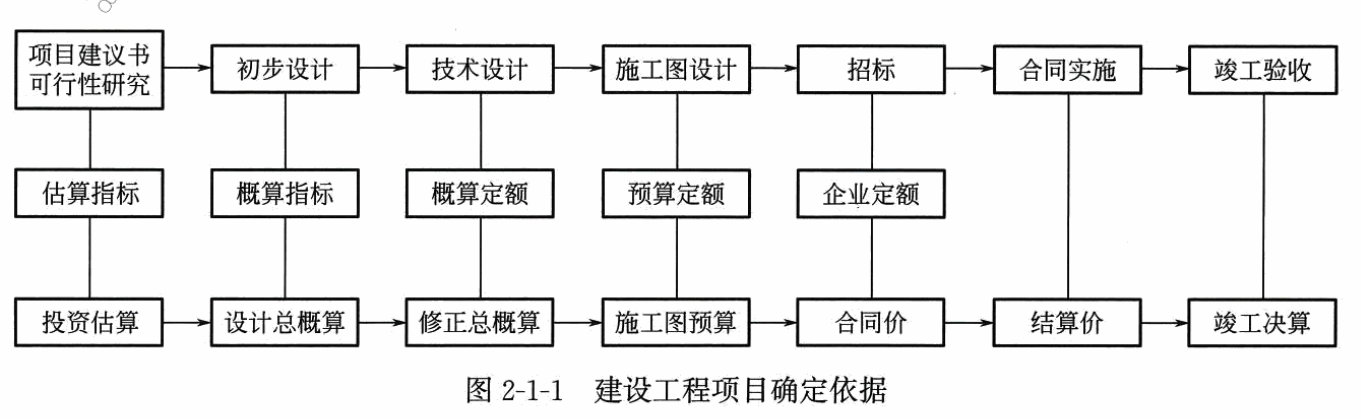 项目建议书
可行性研究
初步设计
技术设计
施工图设计
招标
合同实施
竣工验收
估算指标
概算指标
概算定额
预算定额
企业定额
投资估算
设计总概算
修正总概算
施工图预算
合同价
结算价
竣工决算
图 2-1-1 建设工程项目确定依据